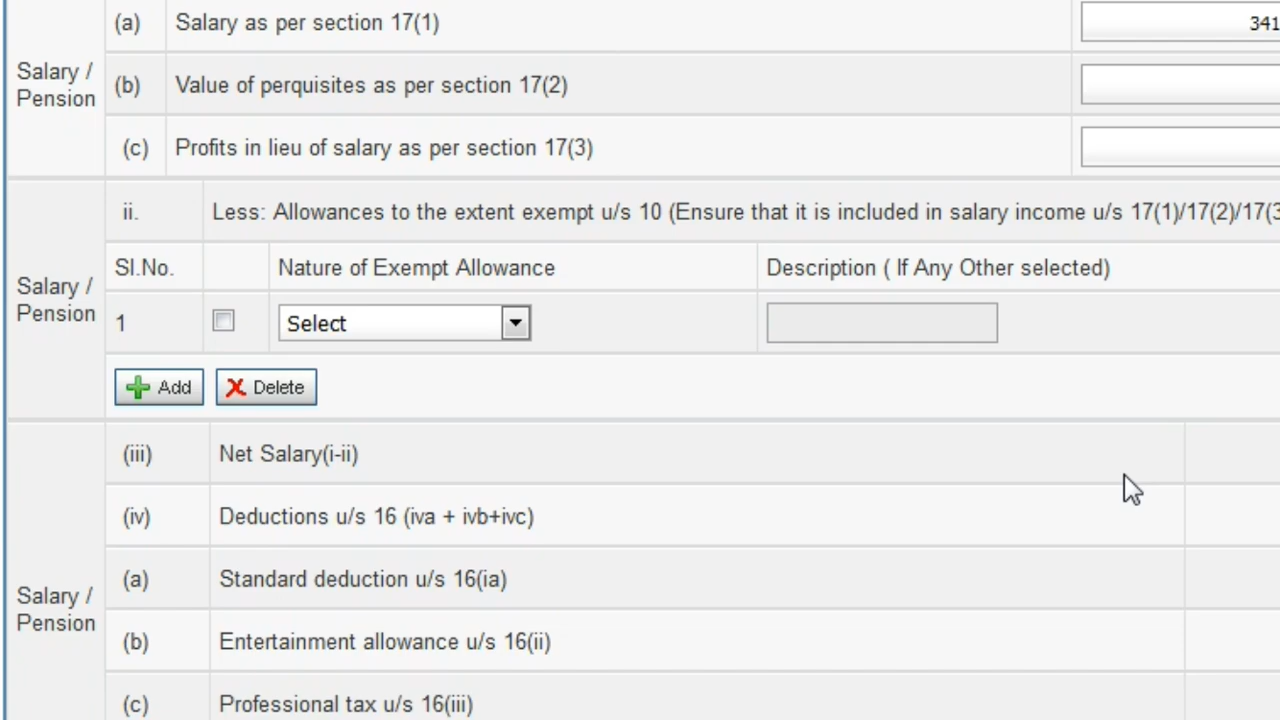 (a) Salary as per section 17(1) 341
Salary / Pension
(b) Value of perquisites as per section 17(2)
(c) Profits in lieu of salary as per section 17(3)
ii. Less: Allowances to the extent exempt u/s 10 (Ensure that it is included in salary income u/s 17(1)/17(2)/17(3
Salary / Pension
Sl.No. Nature of Exempt Allowance Description ( If Any Other selected)
1 Select
Add Delete
(iii) Net Salary(i-ii)
(iv) Deductions u/s 16 (iva + ivb+ivc)
(a) Standard deduction u/s 16(ia)
Salary / Pension
(b) Entertainment allowance u/s 16(ii)
(c) Professional tax u/s 16(iii)